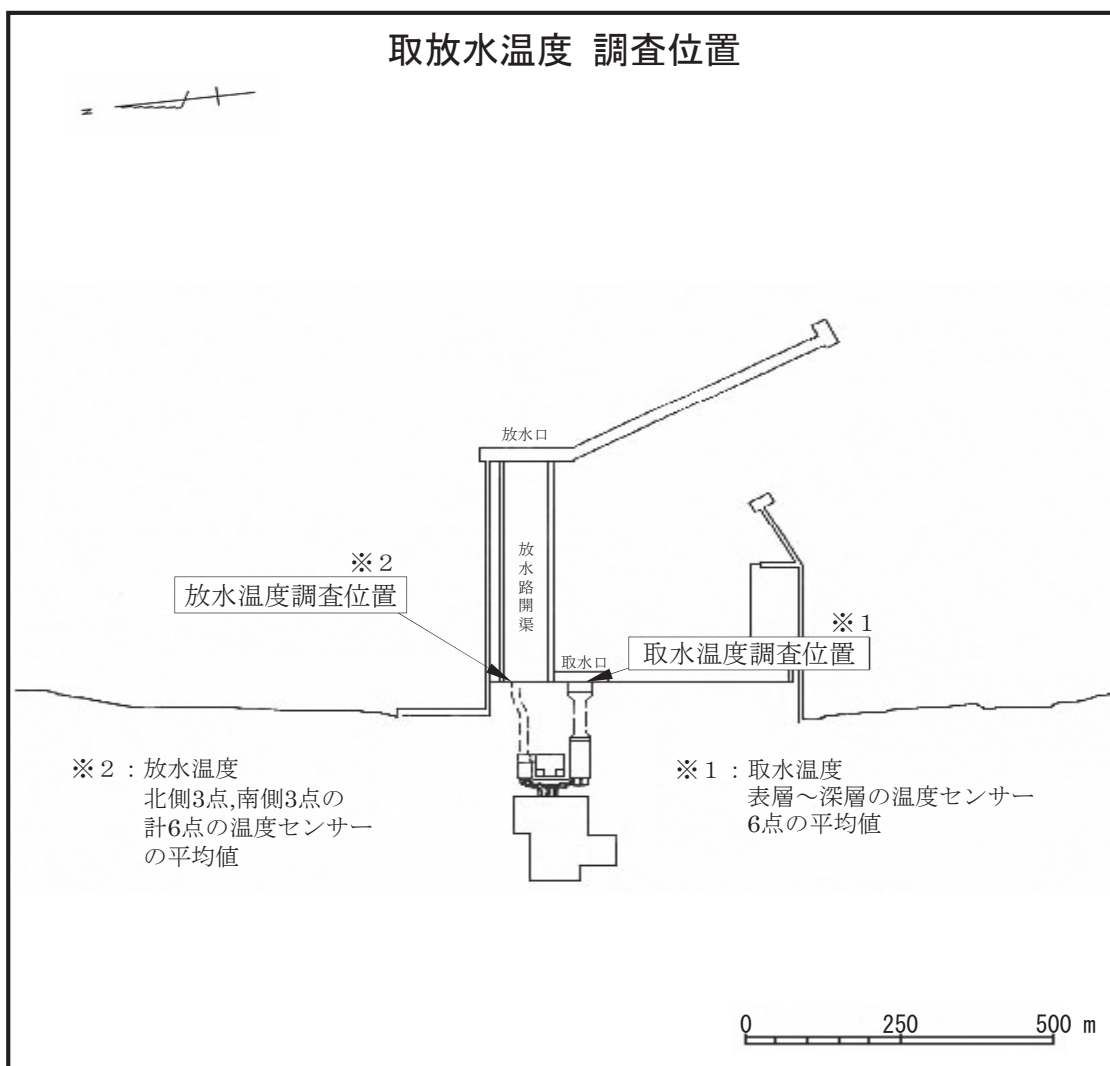 取放水温度 調査位置
N
放水口
放水路開渠
※2
放水温度調査位置
※1
取水口
取水温度調査位置
※2：放水温度
北側3点,南側3点の
計6点の温度センサー
の平均値
※1：取水温度
表層～深層の温度センサー
6点の平均値
0 250 500 m